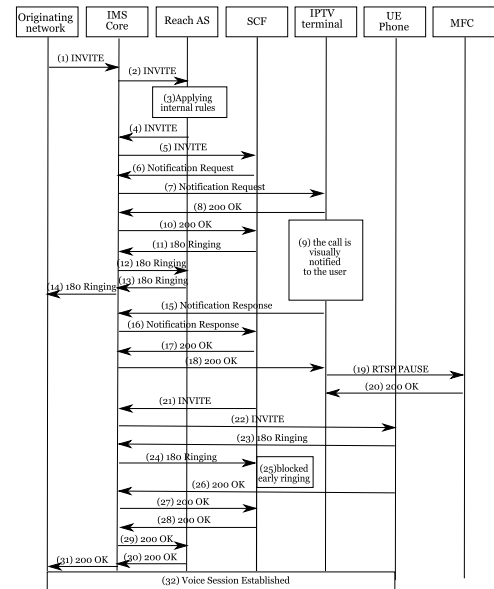 Originating
network
IMS
Core
Reach AS
SCF
IPTV
terminal
UE
Phone
MFC
(1) INVITE
(2) INVITE
(3)Applying
internal rules
(4) INVITE
(5) INVITE
(6) Notification Request
(7) Notification Request
(8) 200 OK
(9) the call is
visually
notified
to the user
(10) 200 OK
(11) 180 Ringing
(12) 180 Ringing
(13) 180 Ringing
(14) 180 Ringing
(15) Notification Response
(16) Notification Response
(17) 200 OK
(18) 200 OK
(19) RTSP PAUSE
(20) 200 OK
(21) INVITE
(22) INVITE
(23) 180 Ringing
(24) 180 Ringing
(25)blocked
early ringing
(26) 200 OK
(27) 200 OK
(28) 200 OK
(29) 200 OK
(30) 200 OK
(31) 200 OK
(32) Voice Session Established